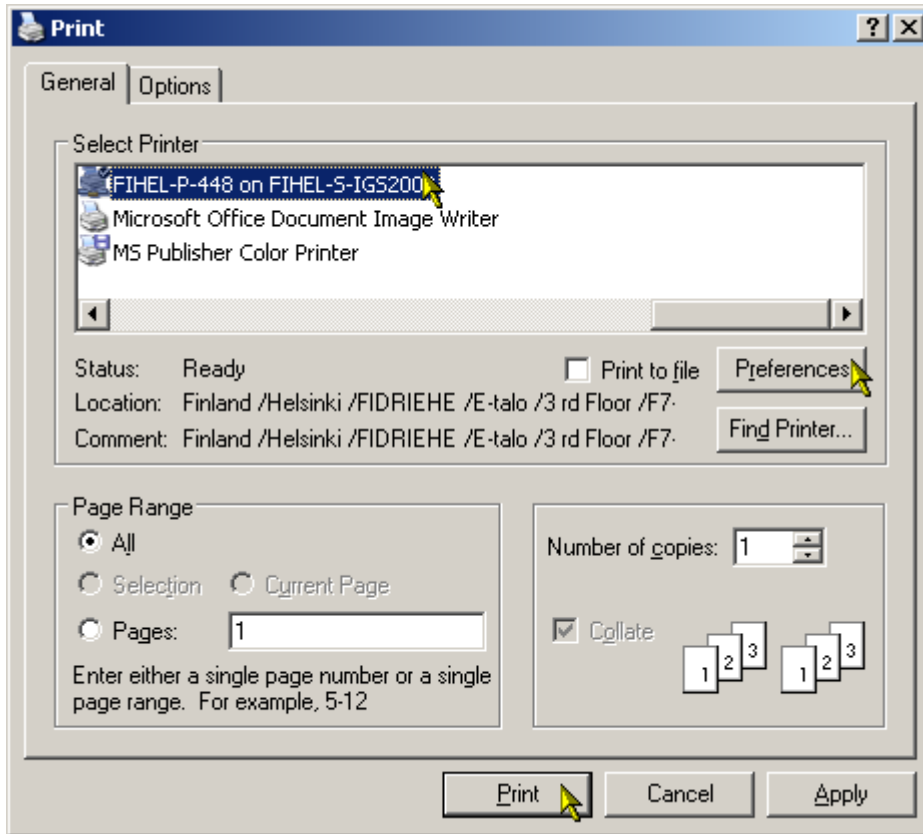 Print
General
Options
Select Printer
FIHEL-P-448 on FIHEL-S-IGS200
Microsoft Office Document Image Writer
MS Publisher Color Printer
Status: Ready
Print to file
Preferences
Location: Finland /Helsinki /FIDRIEHE /E-talo /3 rd Floor /F7-
Comment: Finland /Helsinki /FIDRIEHE /E-talo /3 rd Floor /F7-
Find Printer...
Page Range
All
Selection
Current Page
Pages: 1
Enter either a single page number or a single
page range. For example, 5-12
Number of copies: 1
Collate
1 2 3
1 2 3
Print
Cancel
Apply